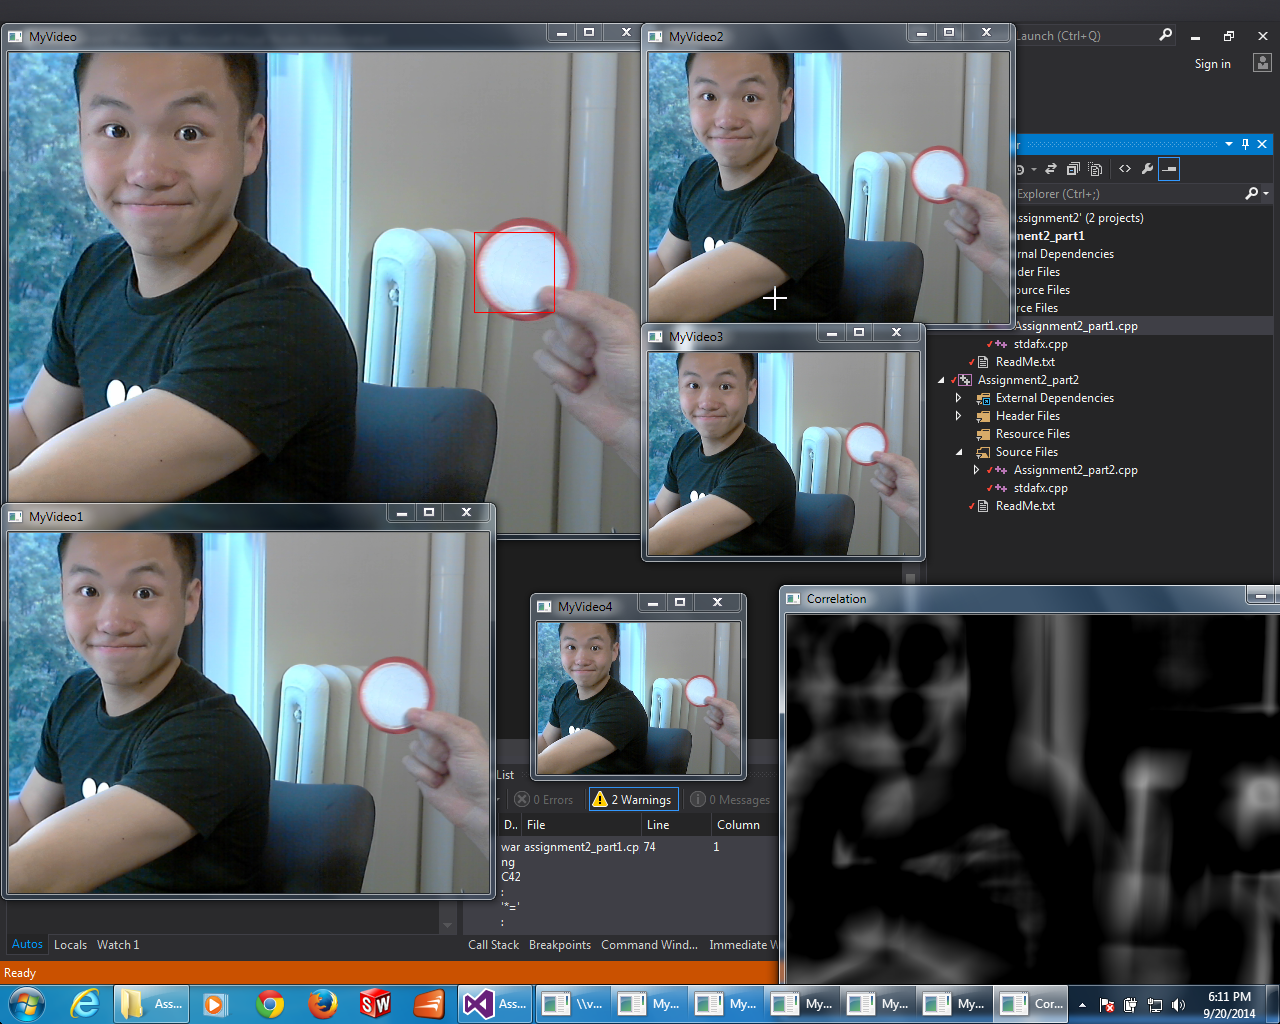 MyVideo
MyVideo2
Launch (Ctrl+Q)
Sign in
Explorer (Ctrl+;)
Assignment2' (2 projects)
ment2_part1
rnal Dependencies
der Files
ource Files
rce Files
Assignment2_part1.cpp
stdafx.cpp
ReadMe.txt
Assignment2_part2
External Dependencies
Header Files
Resource Files
Source Files
Assignment2_part2.cpp
stdafx.cpp
ReadMe.txt
MyVideo3
MyVideo1
MyVideo4
Correlation
List
0 Errors
2 Warnings
0 Messages
D.. File Line Column
war assignment2_part1.cp 74 1
ng
C42
:
'*='
:
Autos Locals Watch 1
Call Stack Breakpoints Command Wind... Immediate W
Ready
Ass... SW Ass... \\v... My... My... My... My... My... Cor...
6:11 PM
9/20/2014